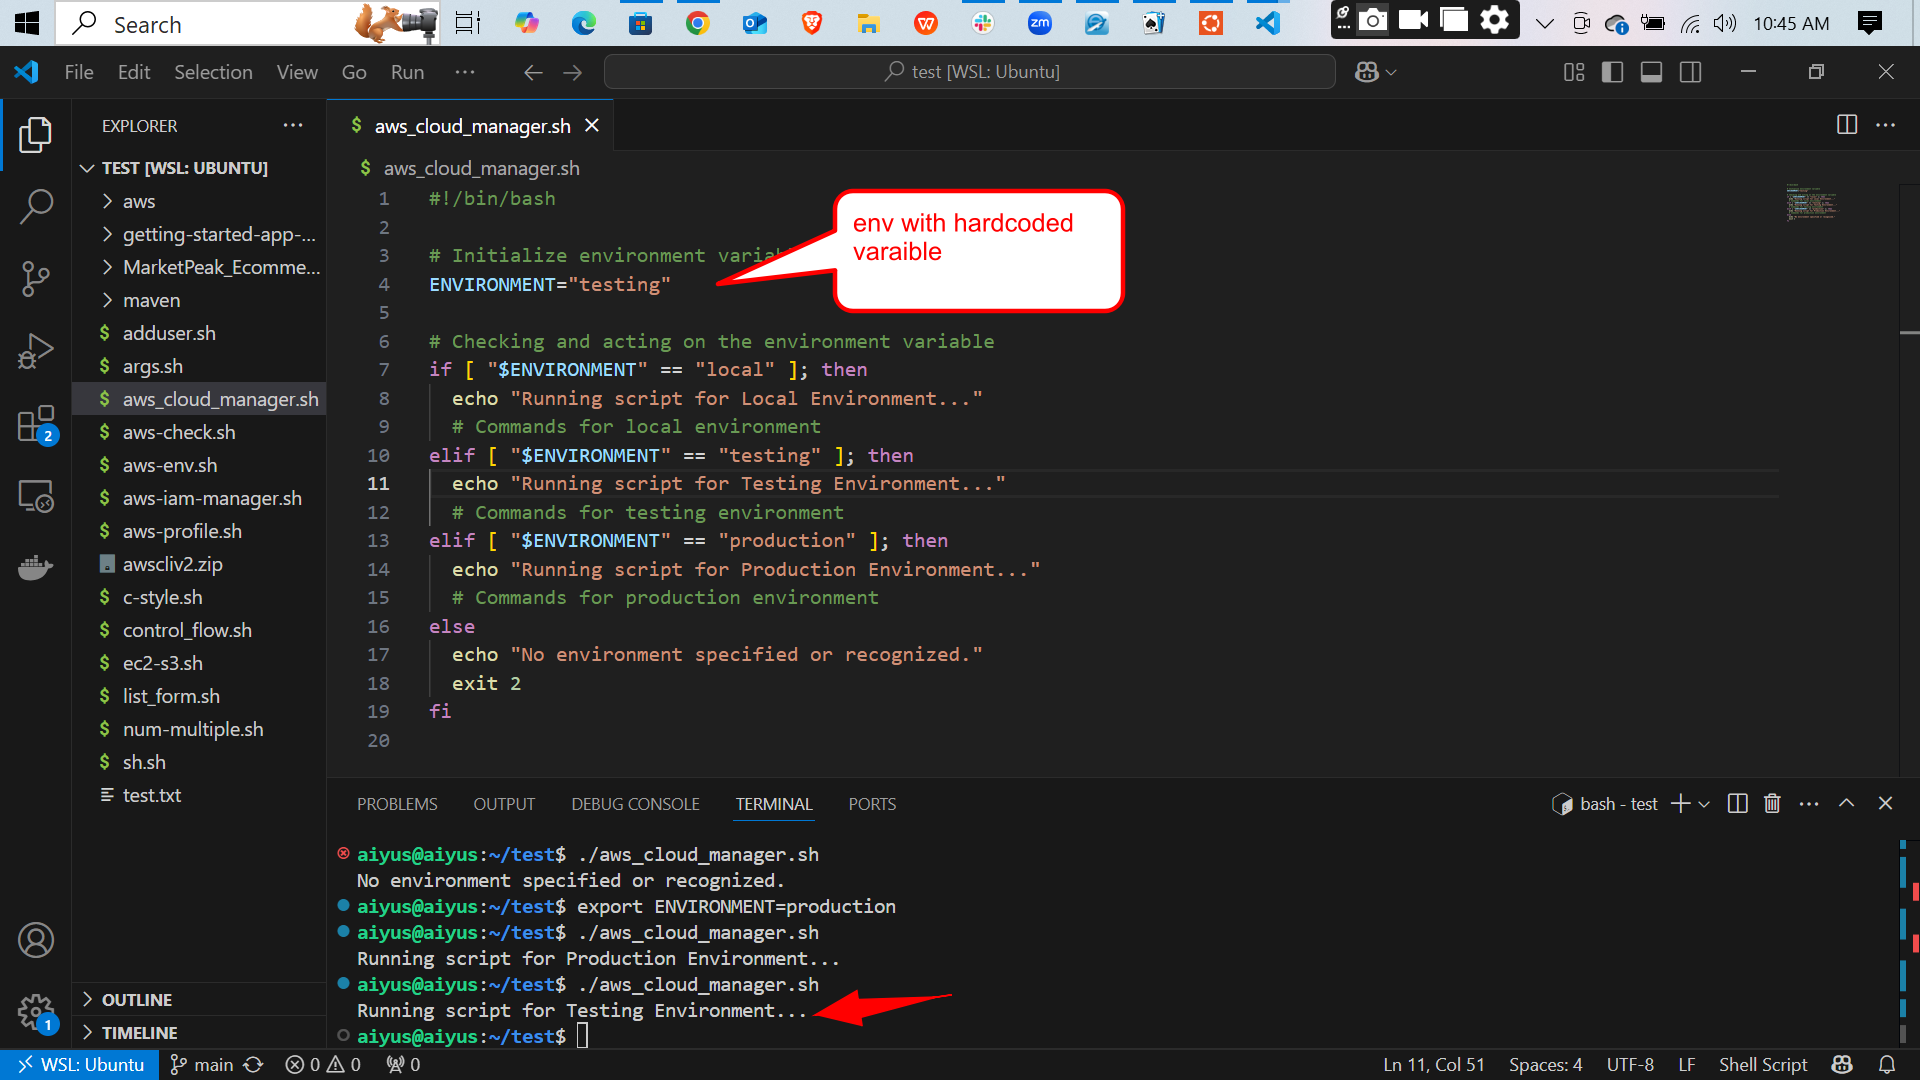 Search
10:45 AM
File Edit Selection View Go Run ···
test [WSL: Ubuntu]
EXPLORER
TEST [WSL: UBUNTU]
aws
getting-started-app-...
MarketPeak_Ecomme...
maven
adduser.sh
args.sh
aws_cloud_manager.sh
aws-check.sh
aws-env.sh
aws-iam-manager.sh
aws-profile.sh
awscliv2.zip
c-style.sh
control_flow.sh
ec2-s3.sh
list_form.sh
num-multiple.sh
sh.sh
test.txt
OUTLINE
TIMELINE
2
1
$ aws_cloud_manager.sh
$ aws_cloud_manager.sh
1 #!/bin/bash
2
3 # Initialize environment variab
4 ENVIRONMENT="testing"
5
6 # Checking and acting on the environment variable
7 if [ "$ENVIRONMENT" == "local" ]; then
8 echo "Running script for Local Environment..."
9 # Commands for local environment
10 elif [ "$ENVIRONMENT" == "testing" ]; then
11 echo "Running script for Testing Environment..."
12 # Commands for testing environment
13 elif [ "$ENVIRONMENT" == "production" ]; then
14 echo "Running script for Production Environment..."
15 # Commands for production environment
16 else
17 echo "No environment specified or recognized."
18 exit 2
19 fi
20
env with hardcoded
varaible
PROBLEMS OUTPUT DEBUG CONSOLE TERMINAL PORTS
bash - test
aiyus@aiyus:~/test$ ./aws_cloud_manager.sh
No environment specified or recognized.
aiyus@aiyus:~/test$ export ENVIRONMENT=production
aiyus@aiyus:~/test$ ./aws_cloud_manager.sh
Running script for Production Environment...
aiyus@aiyus:~/test$ ./aws_cloud_manager.sh
Running script for Testing Environment...
aiyus@aiyus:~/test$
WSL: Ubuntu main 0 0 0
Ln 11, Col 51 Spaces: 4 UTF-8 LF Shell Script